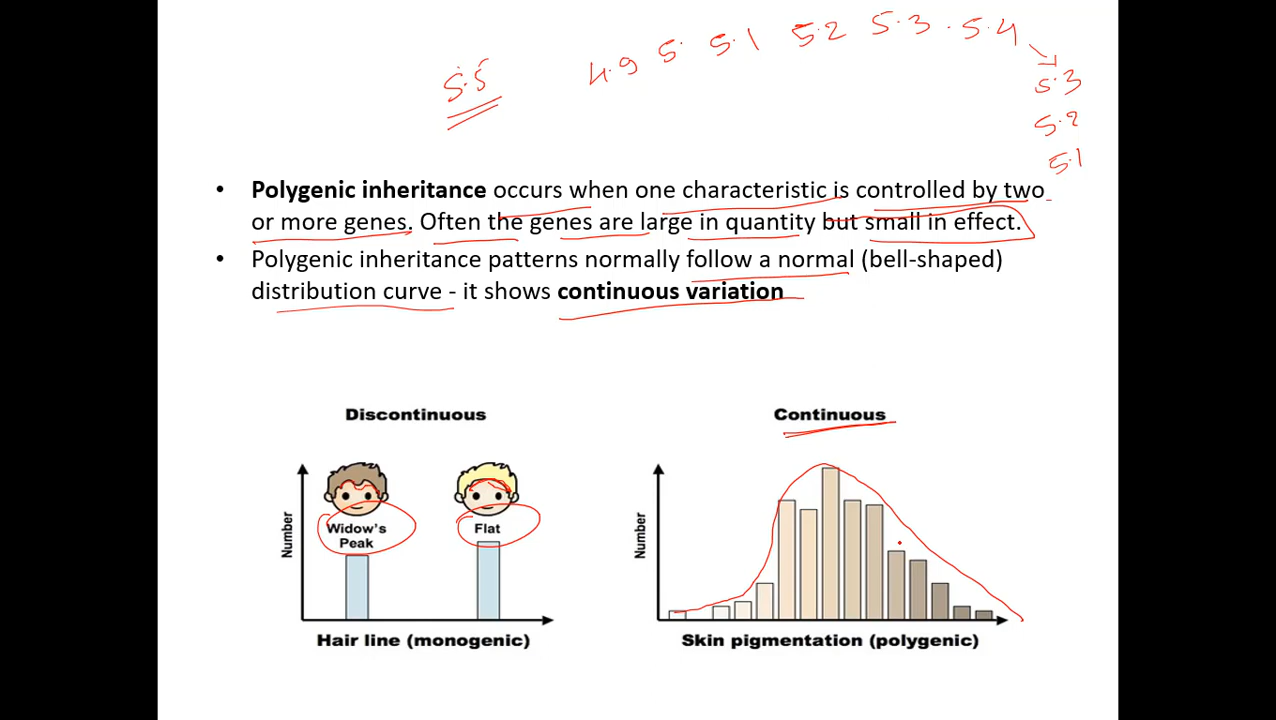 4.9 5. 5.1 5.2 5.3 . 5.4
5.5
5.3
5.2
5.1
• Polygenic inheritance occurs when one characteristic is controlled by two
or more genes. Often the genes are large in quantity but small in effect.
• Polygenic inheritance patterns normally follow a normal (bell-shaped)
distribution curve - it shows continuous variation
Discontinuous
Widow's
Peak
Flat
Number
Hair line (monogenic)
Continuous
Number
Skin pigmentation (polygenic)